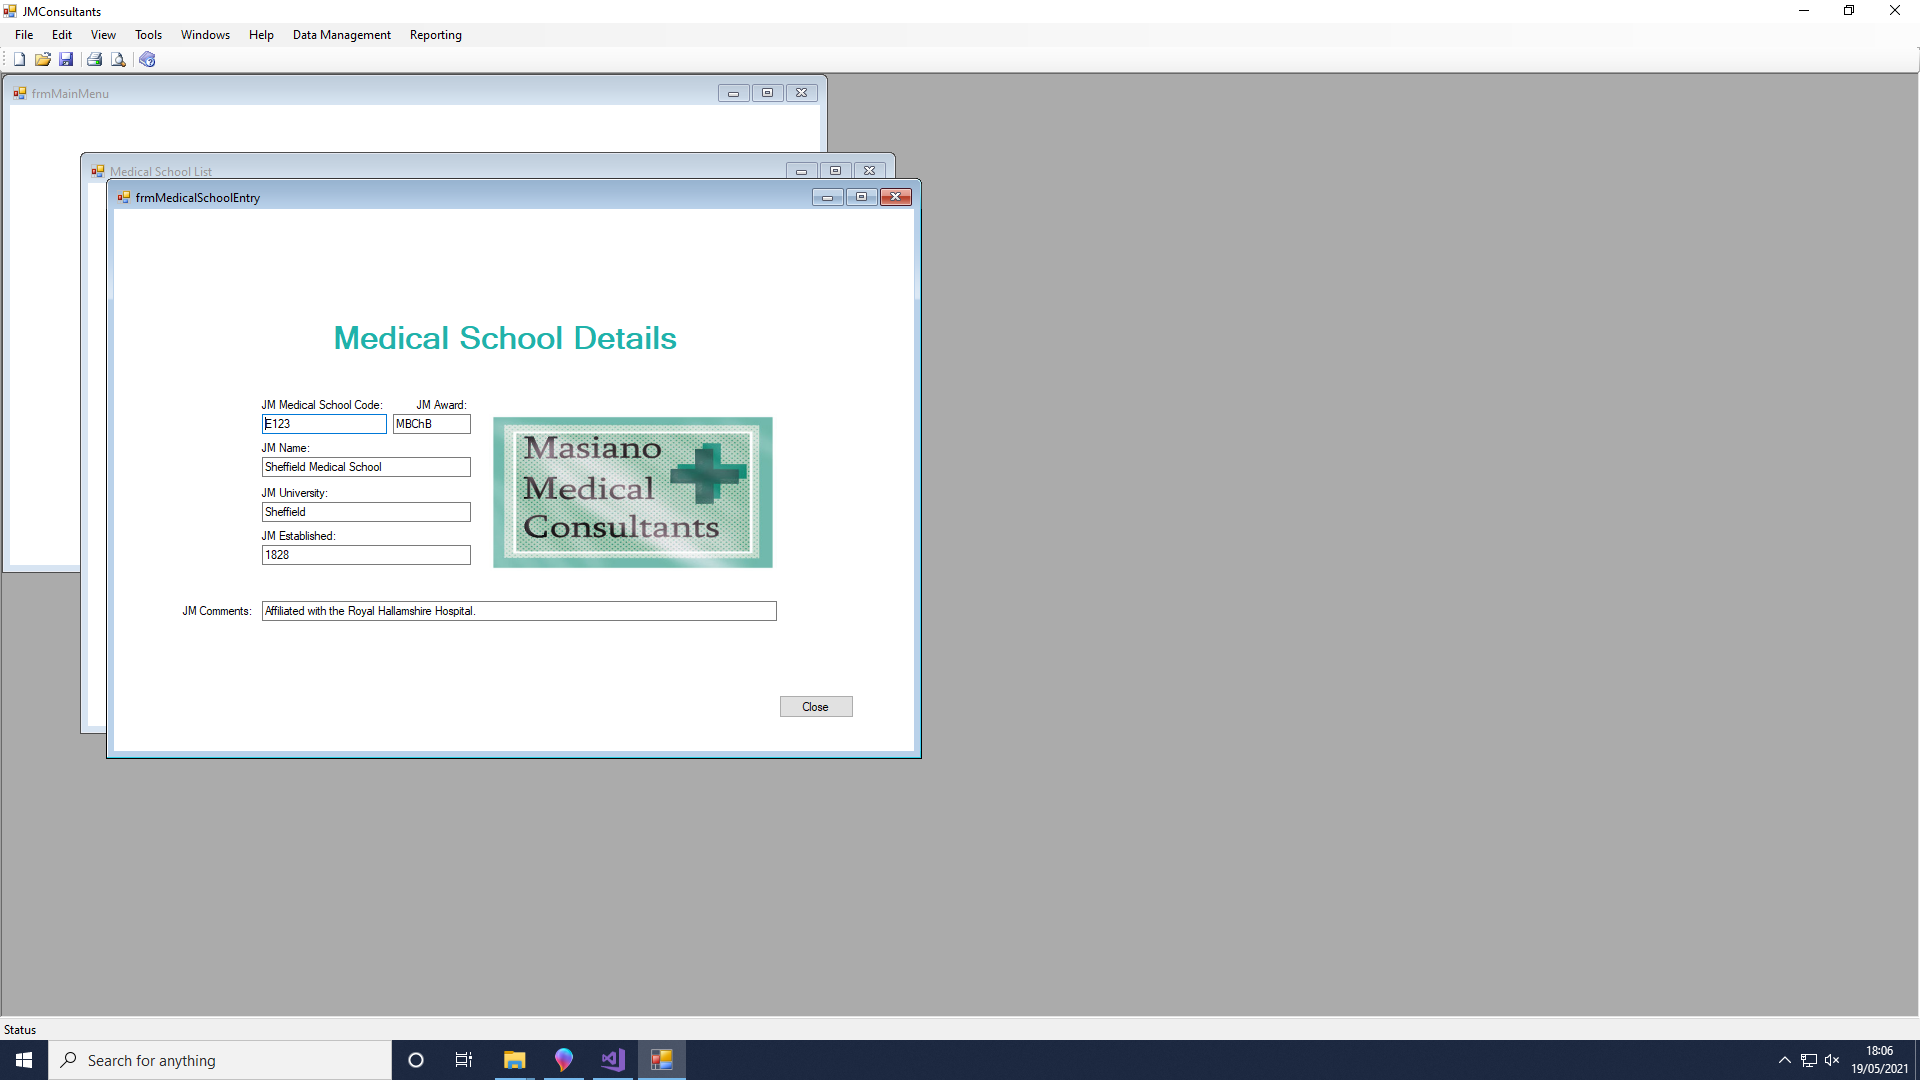 JMConsultants
File Edit View Tools Windows Help Data Management Reporting
frmMainMenu
Medical School List
frmMedicalSchoolEntry
Medical School Details
JM Medical School Code: JM Award:
E123 MBChB
JM Name:
Sheffield Medical School
JM University:
Sheffield
JM Established:
1828
Masiano
Medical
Consultants
JM Comments: Affiliated with the Royal Hallamshire Hospital.
Close
Status
Search for anything
18:06
19/05/2021